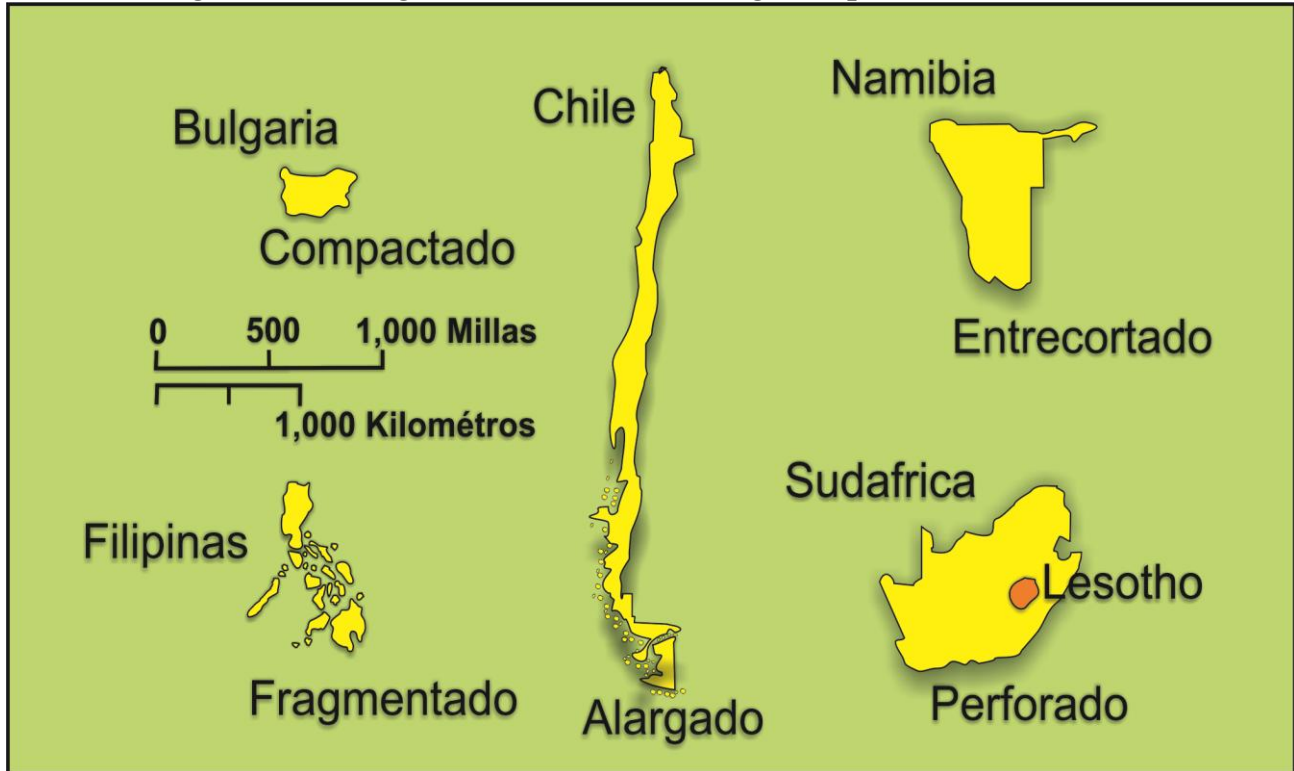 Bulgaria
Compactado
Chile
Namibia
Entrecortado
0 500 1,000 Millas
1,000 Kilométros
Filipinas
Fragmentado
Alargado
Sudafrica
Lesotho
Perforado